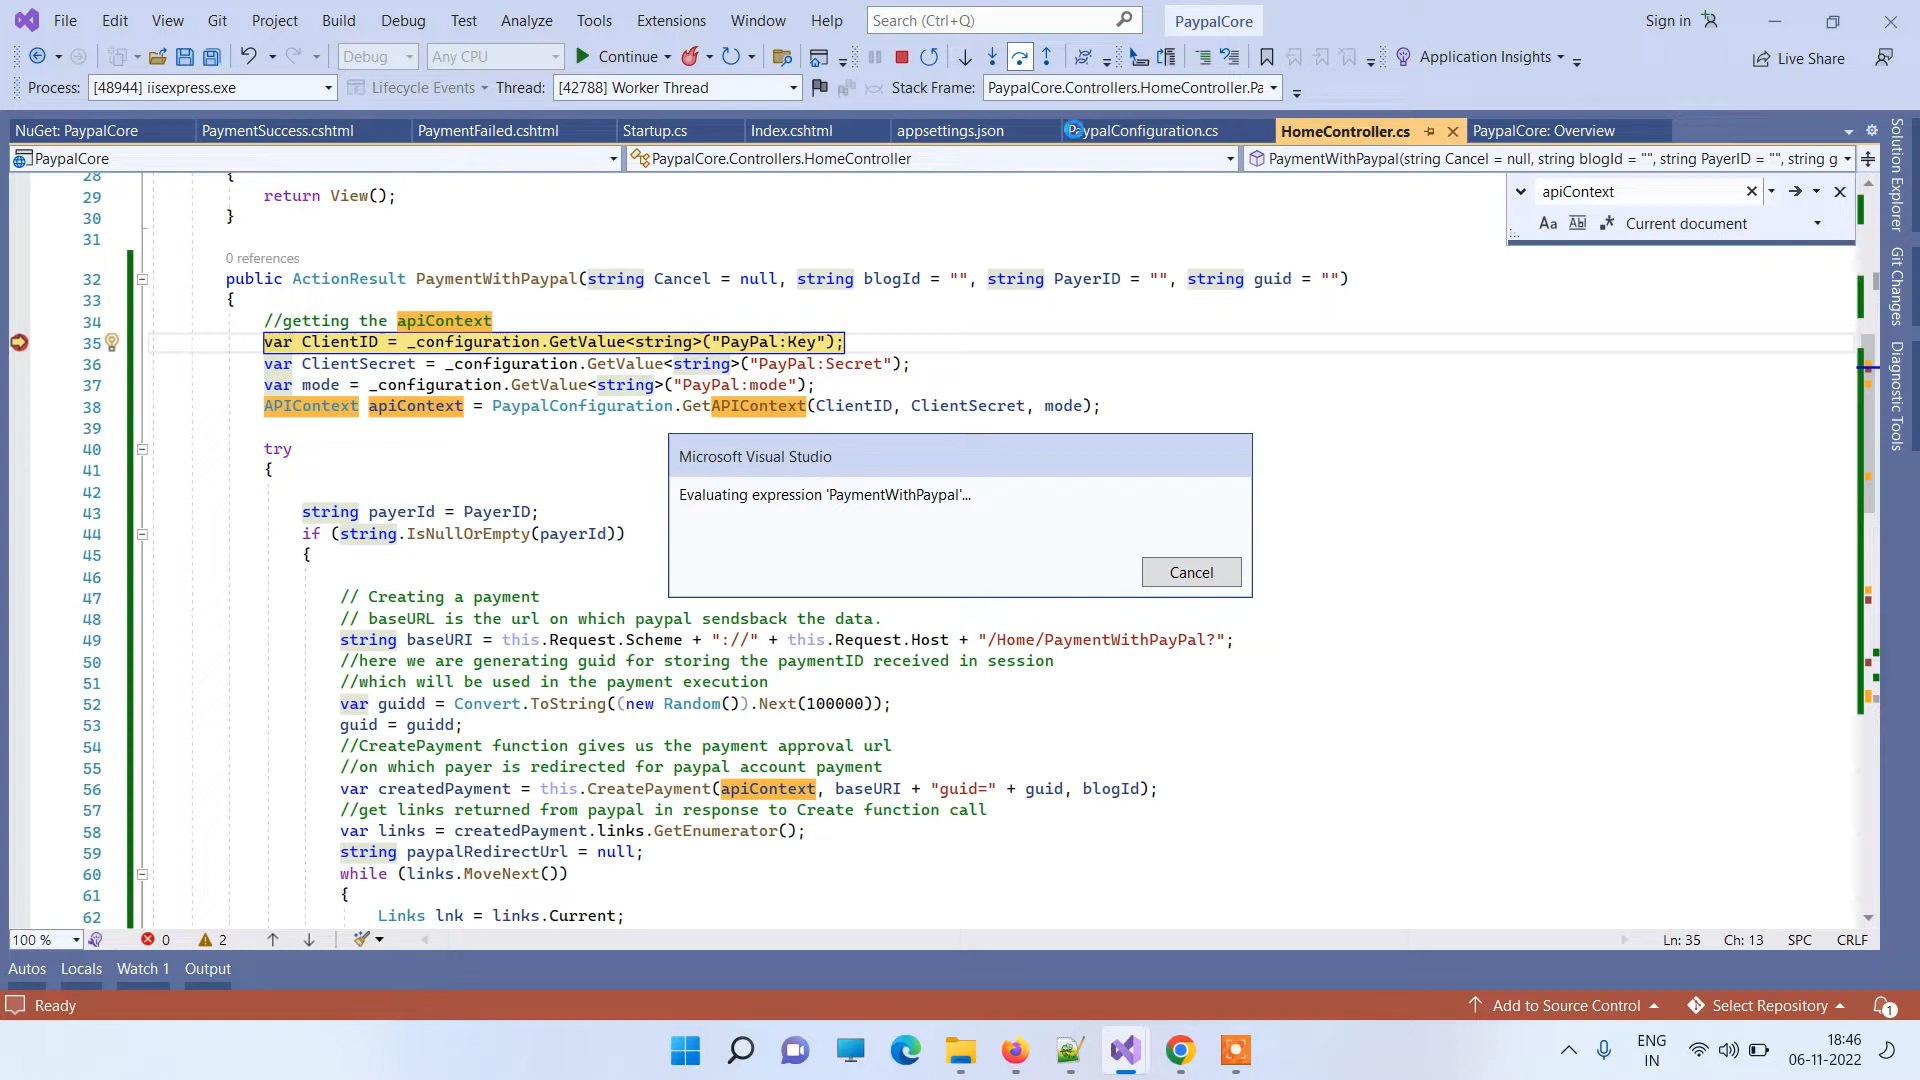 File Edit View Git Project Build Debug Test Analyze Tools Extensions Window Help Search (Ctrl+Q) PaypalCore Sign in
Debug Any CPU Continue Application Insights Live Share
Process: [48944] iisexpress.exe Lifecycle Events Thread: [42788] Worker Thread Stack Frame: PaypalCore.Controllers.HomeController.Pa
NuGet: PaypalCore PaymentSuccess.cshtml PaymentFailed.cshtml Startup.cs Index.cshtml appsettings.json PaypalConfiguration.cs HomeController.cs PaypalCore: Overview
PaypalCore PaypalCore.Controllers.HomeController PaymentWithPaypal(string Cancel = null, string blogId = "", string PayerID = "", string g
apiContext
Aa Ab Current document
Solution Explorer
Git Changes
Diagnostic Tools
28 {
29 return View();
30 }
31
0 references
32 public ActionResult PaymentWithPaypal(string Cancel = null, string blogId = "", string PayerID = "", string guid = "")
33 {
34 //getting the apiContext
35 var ClientID = _configuration.GetValue<string>("PayPal:Key");
36 var ClientSecret = _configuration.GetValue<string>("PayPal:Secret");
37 var mode = _configuration.GetValue<string>("PayPal:mode");
38 APIContext apiContext = PaypalConfiguration.GetAPIContext(ClientID, ClientSecret, mode);
39
40 try
41 {
42
43 string payerId = PayerID;
44 if (string.IsNullOrEmpty(payerId))
45 {
46
47 // Creating a payment
48 // baseURL is the url on which paypal sendsback the data.
49 string baseURI = this.Request.Scheme + "://" + this.Request.Host + "/Home/PaymentWithPayPal?";
50 //here we are generating guid for storing the paymentID received in session
51 //which will be used in the payment execution
52 var guidd = Convert.ToString((new Random()).Next(100000));
53 guid = guidd;
54 //CreatePayment function gives us the payment approval url
55 //on which payer is redirected for paypal account payment
56 var createdPayment = this.CreatePayment(apiContext, baseURI + "guid=" + guid, blogId);
57 //get links returned from paypal in response to Create function call
58 var links = createdPayment.links.GetEnumerator();
59 string paypalRedirectUrl = null;
60 while (links.MoveNext())
61 {
62 Links lnk = links.Current;
Microsoft Visual Studio
Evaluating expression 'PaymentWithPaypal'...
Cancel
100 % 0 2 Ln: 35 Ch: 13 SPC CRLF
Autos Locals Watch 1 Output
Ready Add to Source Control Select Repository 1
ENG
IN
18:46
06-11-2022